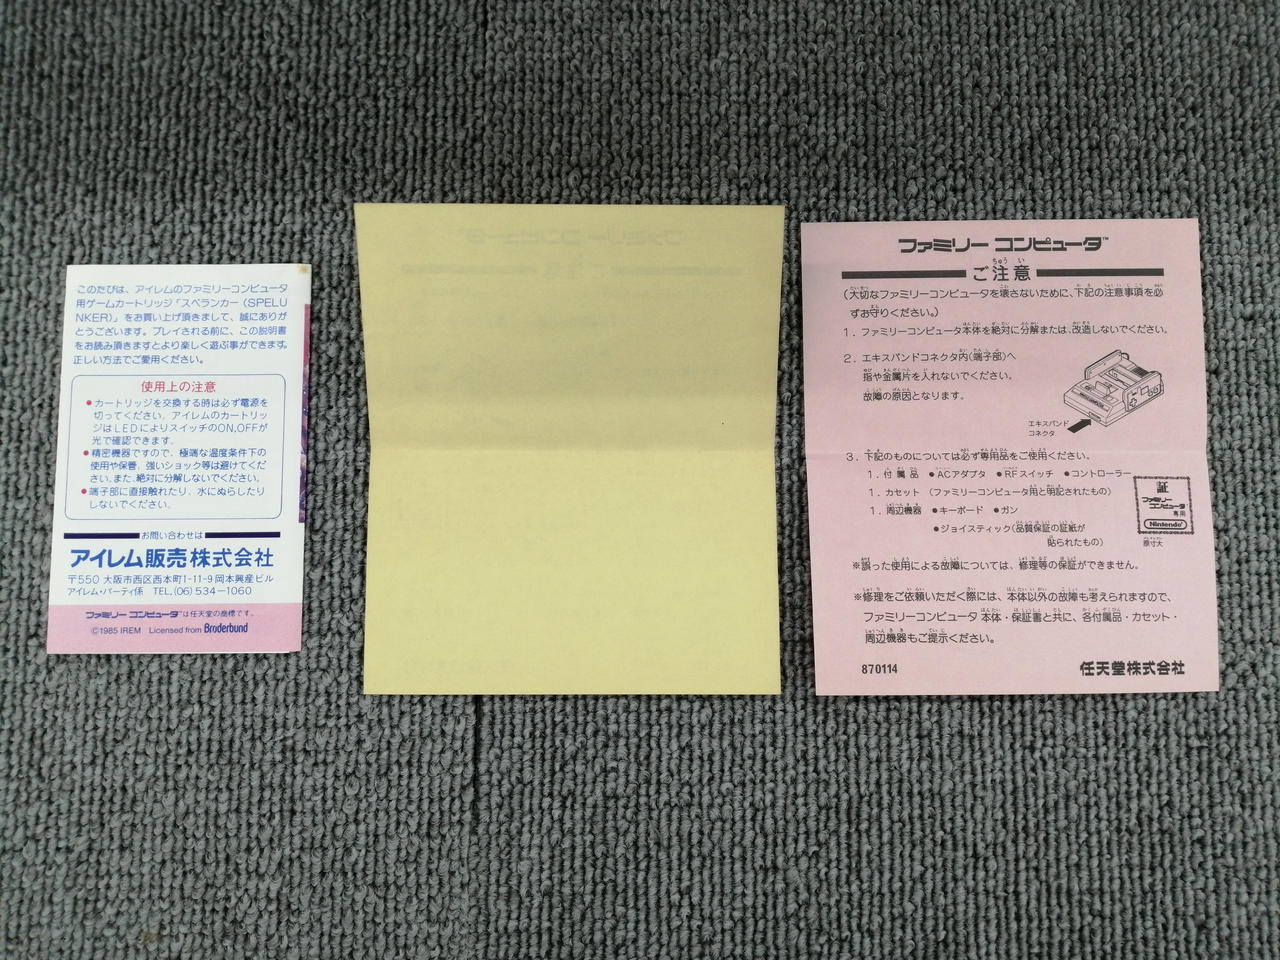 このたびは、アイレムのファミリーコンピュータ
用ゲームカートリッジ「スペランカー(SPELU
NKER)」をお買い上げ頂きまして、誠にありが
とうございます。プレイされる前に、この説明書
をお読み頂きますとより楽しく遊ぶ事ができます。
正しい方法でご愛用ください。
使用上の注意
●カートリッジを交換する時は必ず電源を
切ってください。アイレムのカートリッ
ジはLEDによりスイッチのON,OFFが
光で確認できます。
●精密機器ですので、極端な温度条件下の
使用や保管、強いショック等は避けてくだ
さい。また、絶対に分解しないでください。
●端子部に直接触れたり、水にぬらしたり
しないでください。
お問い合わせは
アイレム販売株式会社
〒550 大阪市西区西本町1-11-9 岡本興産ビル
アイレム・パーティ係 TEL,(06)534-1060
ファミリー コンピュータ™は任天堂の商標です。
©1985 IREM Licensed from Brøderbund
ファミリー コンピュータ™
ご注意
(大切なファミリーコンピュータを壊さないために、下記の注意事項を必
ずお守りください。)
1. ファミリーコンピュータ本体を絶対に分解または、改造しないでください。
2. エキスパンドコネクタ内(端子部)へ
指や金属片を入れないでください。
故障の原因となります。
エキスパンド
コネクタ
3. 下記のものについては必ず専用品をご使用ください。
1. 付属品 ●ACアダプタ ●RFスイッチ ●コントローラー
1. カセット (ファミリーコンピュータ用と明記されたもの)
1. 周辺機器 ●キーボード ●ガン
●ジョイスティック(品質保証の証紙が
貼られたもの)
証
ファミリー
コンピュータ
専用
Nintendo
原寸大
※誤った使用による故障については、修理等の保証ができません。
※修理をご依頼いただく際には、本体以外の故障も考えられますので、
ファミリーコンピュータ 本体・保証書と共に、各付属品・カセット・
周辺機器もご提示ください。
870114 任天堂株式会社